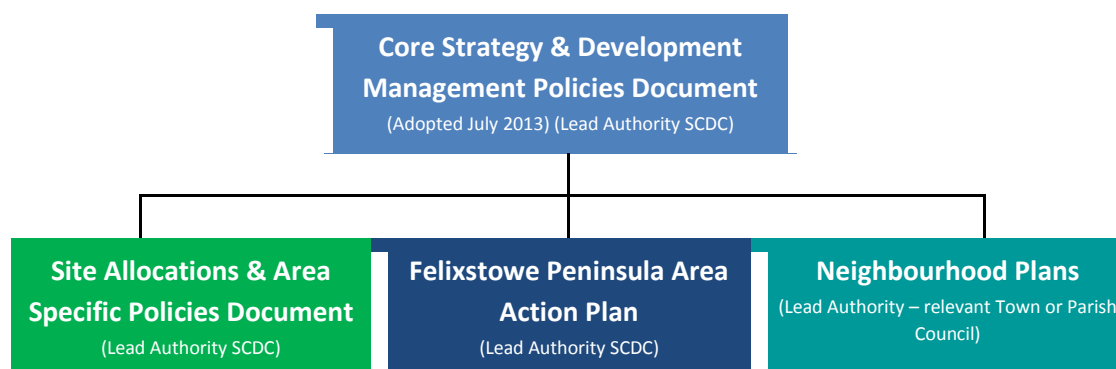 Core Strategy & Development
Management Policies Document
(Adopted July 2013) (Lead Authority SCDC)
Site Allocations & Area
Specific Policies Document
(Lead Authority SCDC)
Felixstowe Peninsula Area
Action Plan
(Lead Authority SCDC)
Neighbourhood Plans
(Lead Authority – relevant Town or Parish
Council)